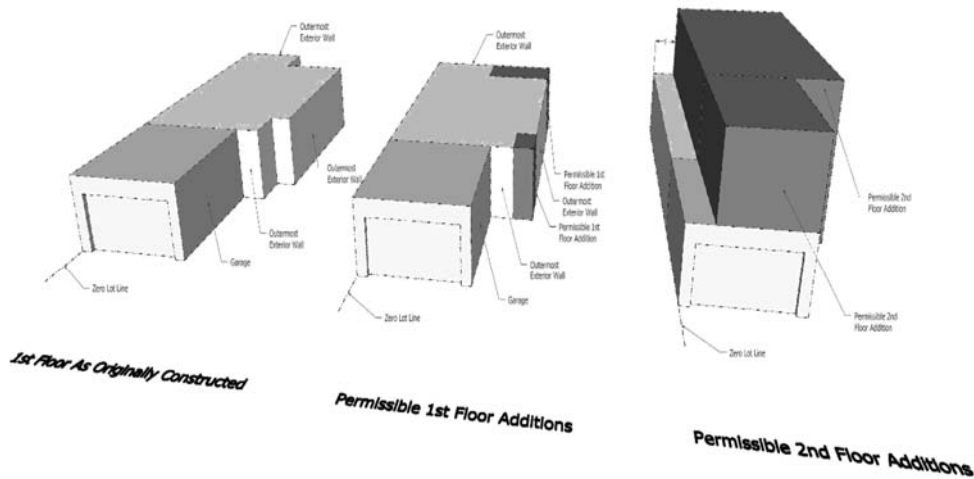 Outermost
Exterior Wall
Outermost
Exterior Wall
Outermost
Exterior Wall
Garage
Zero Lot Line
1st Floor As Originally Constructed
Outermost
Exterior Wall
Permissible 1st
Floor Addition
Outermost
Exterior Wall
Permissible 1st
Floor Addition
Outermost
Exterior Wall
Garage
Zero Lot Line
Permissible 1st Floor Additions
Permissible 2nd
Floor Addition
Permissible 2nd
Floor Addition
Zero Lot Line
Permissible 2nd Floor Additions